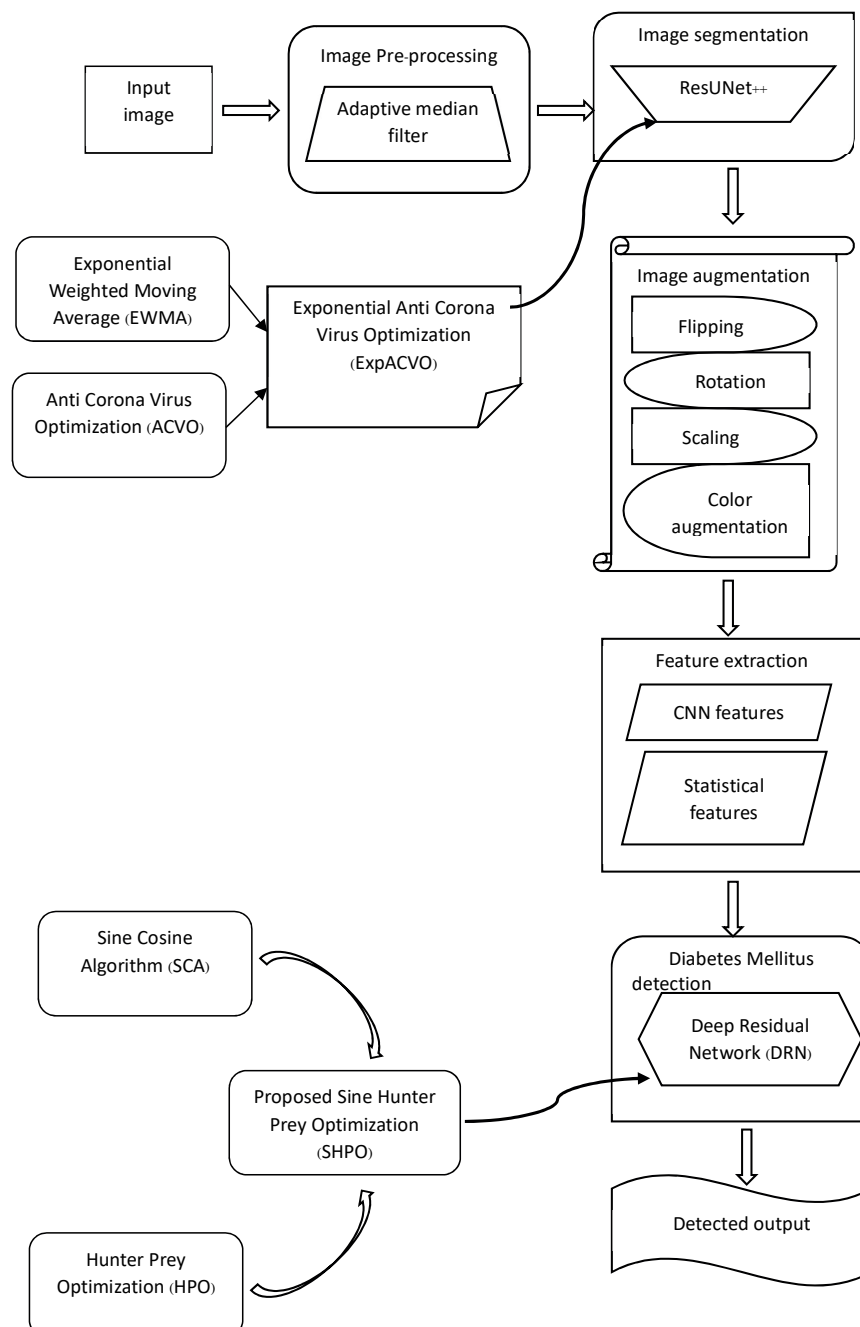 Input
image
Image Pre-processing
Adaptive median
filter
Image segmentation
ResUNet++
Exponential
Weighted Moving
Average (EWMA)
Anti Corona Virus
Optimization (ACVO)
Exponential Anti Corona
Virus Optimization
(ExpACVO)
Image augmentation
Flipping
Rotation
Scaling
Color
augmentation
Feature extraction
CNN features
Statistical
features
Sine Cosine
Algorithm (SCA)
Proposed Sine Hunter
Prey Optimization
(SHPO)
Hunter Prey
Optimization (HPO)
Diabetes Mellitus
detection
Deep Residual
Network (DRN)
Detected output